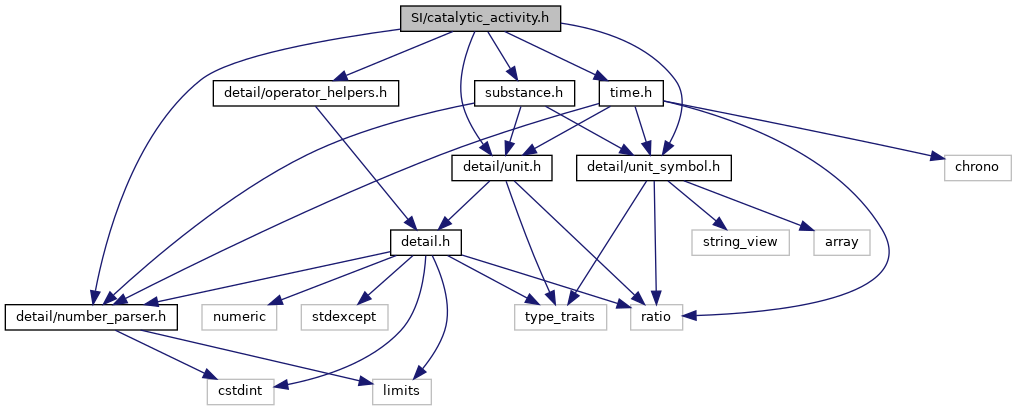 SI/catalytic_activity.h
detail/operator_helpers.h
substance.h
time.h
detail/unit.h
detail/unit_symbol.h
chrono
detail.h
string_view
array
detail/number_parser.h
numeric
stdexcept
type_traits
ratio
cstdint
limits